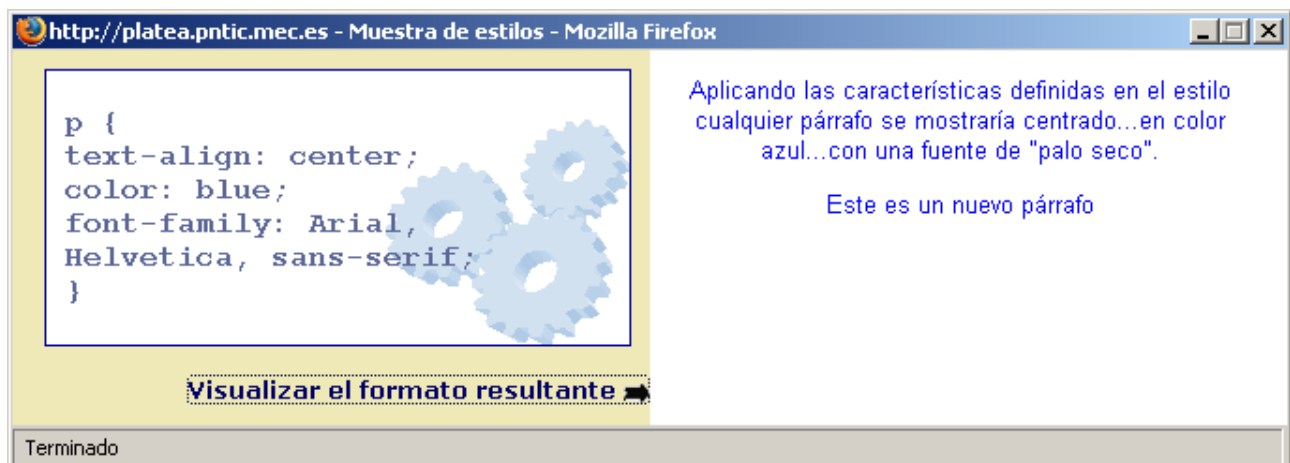 http://platea.pntic.mec.es - Muestra de estilos - Mozilla Firefox
p {
text-align: center;
color: blue;
font-family: Arial,
Helvetica, sans-serif;
}
Visualizar el formato resultante
Aplicando las características definidas en el estilo
cualquier párrafo se mostraría centrado...en color
azul...con una fuente de "palo seco".
Este es un nuevo párrafo
Terminado